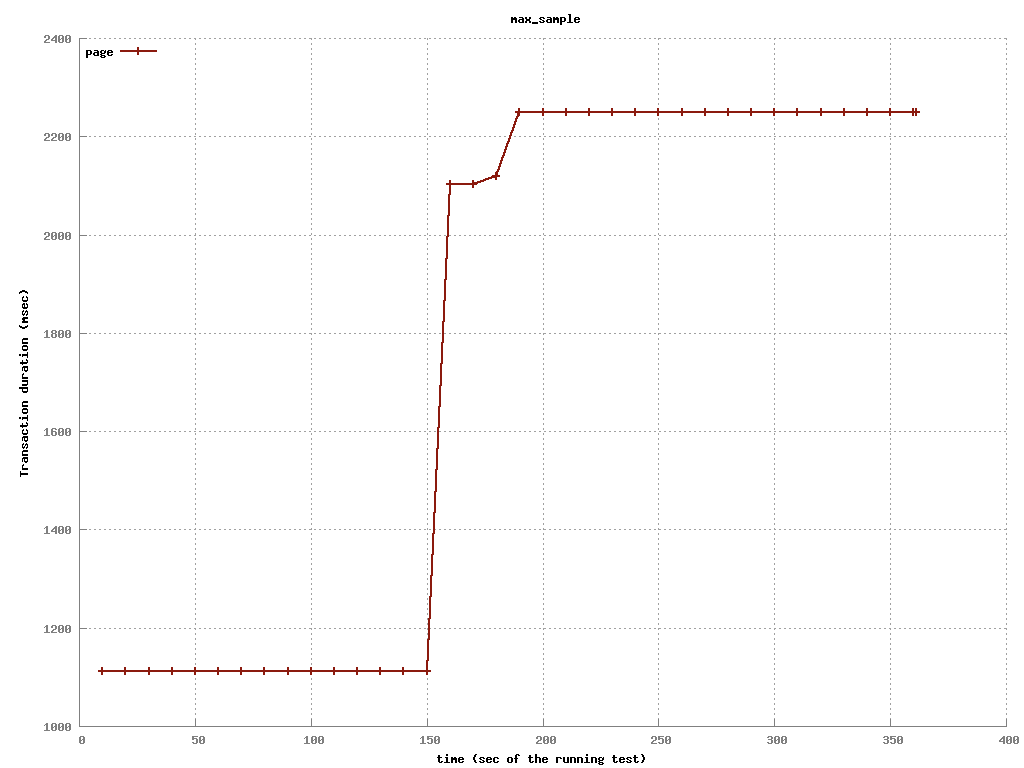 max_sample
page
2400
2200
2000
1800
1600
1400
1200
1000
Transaction duration (msec)
0 50 100 150 200 250 300 350 400
time (sec of the running test)